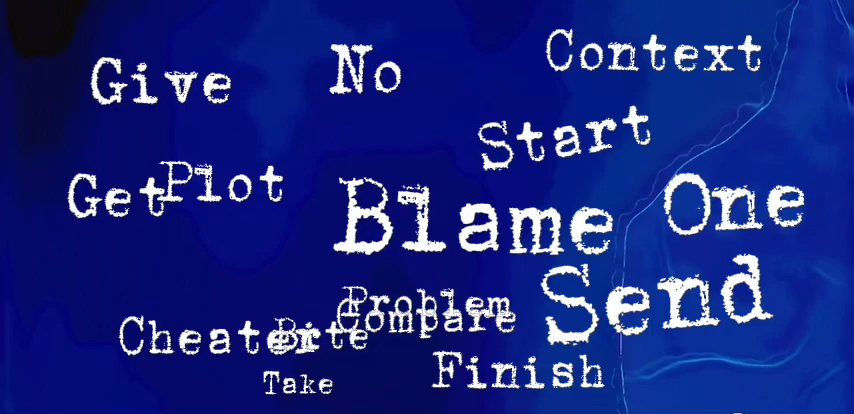 Give No Context
Start
Get Plot
Blame One
Send
Problem
Compare
Cheater
Finish
Take